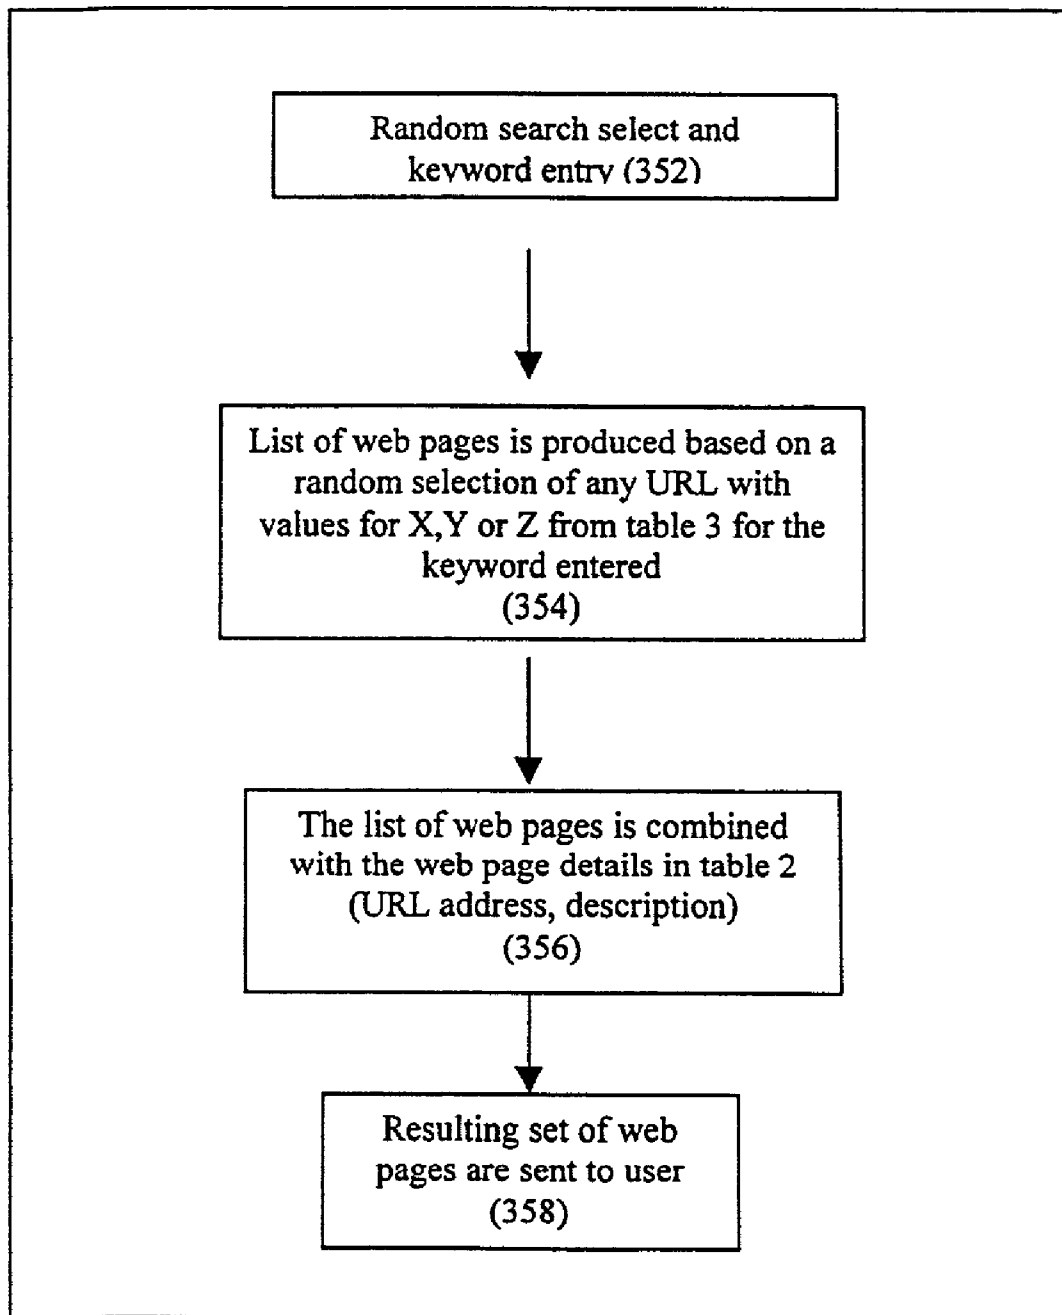 Random search select and
keyword entry (352)
List of web pages is produced based on a
random selection of any URL with
values for X,Y or Z from table 3 for the
keyword entered
(354)
The list of web pages is combined
with the web page details in table 2
(URL address, description)
(356)
Resulting set of web
pages are sent to user
(358)